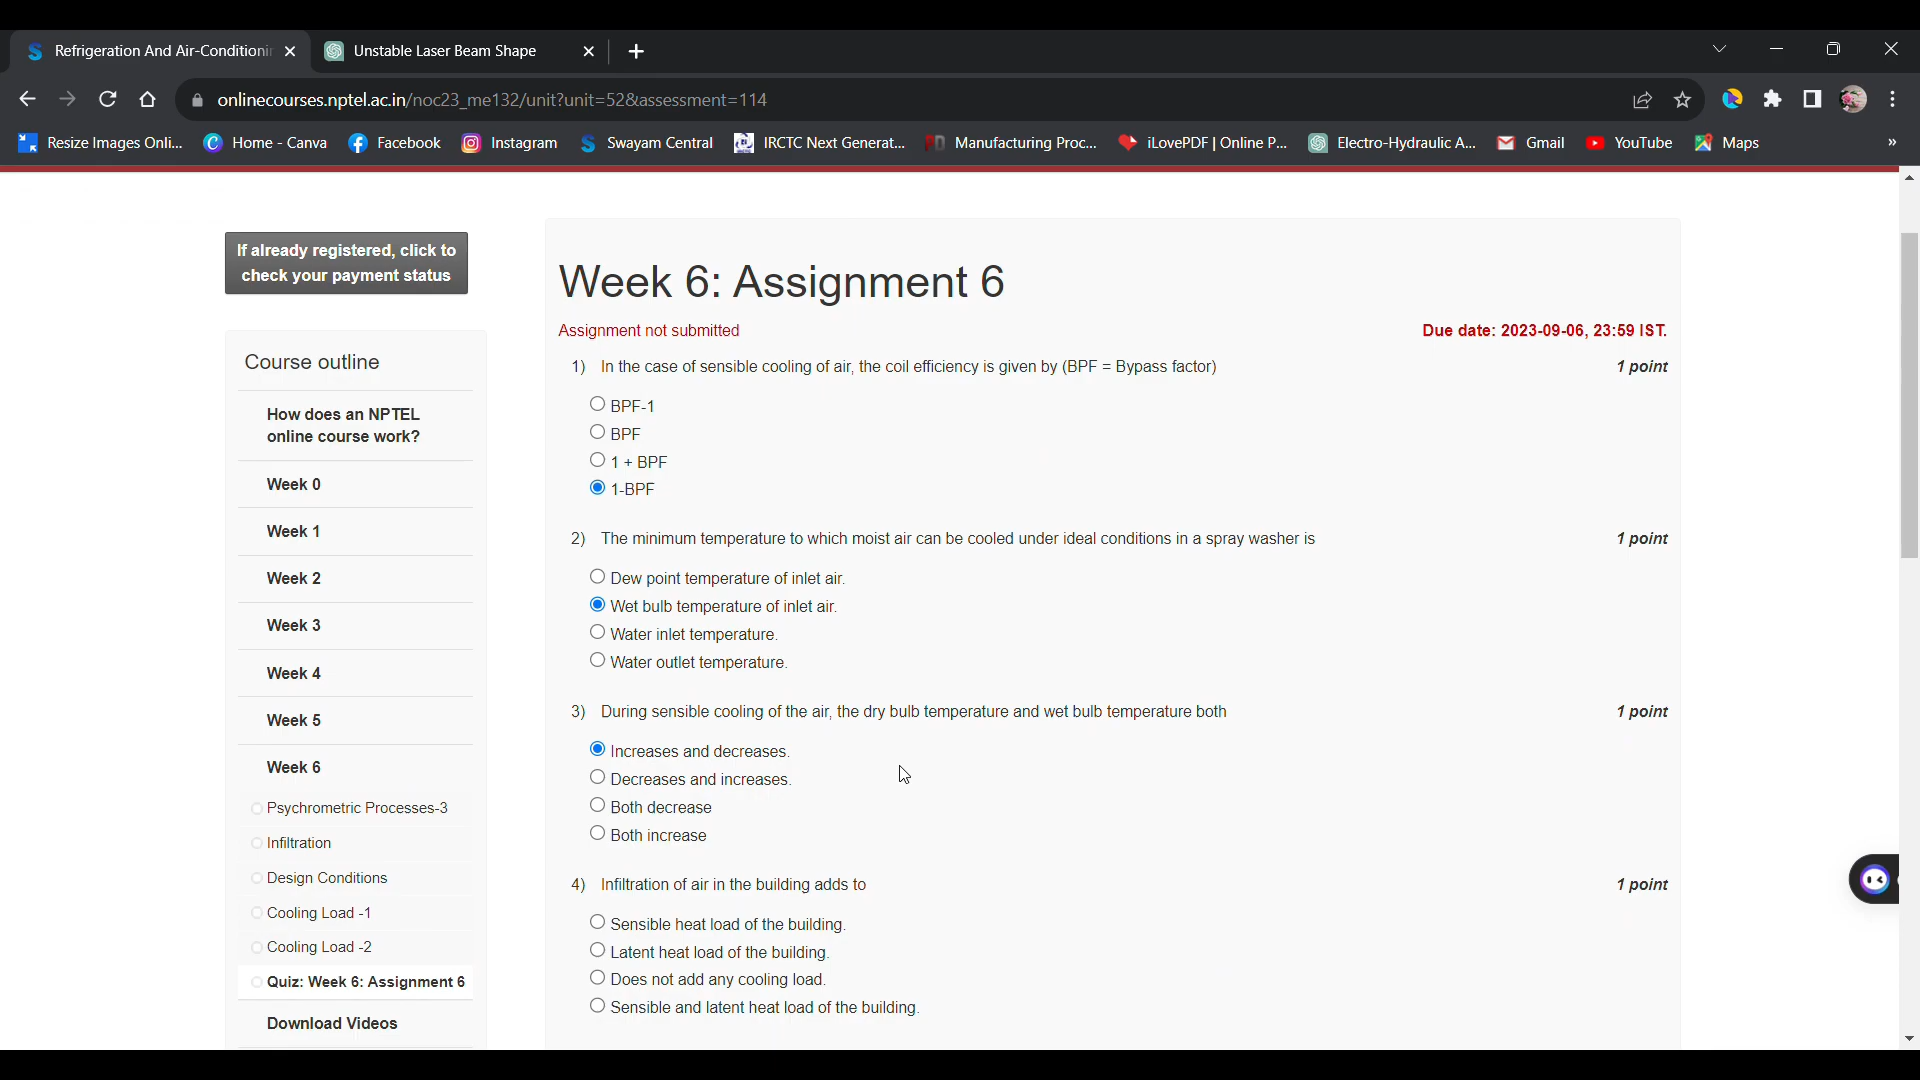 Refrigeration And Air-Conditionin
Unstable Laser Beam Shape
onlinecourses.nptel.ac.in/noc23_me132/unit?unit=52&assessment=114
Resize Images Onli... Home - Canva Facebook Instagram Swayam Central IRCTC Next Generat... Manufacturing Proc... iLovePDF | Online P... Electro-Hydraulic A... Gmail YouTube Maps »
If already registered, click to
check your payment status
Course outline
How does an NPTEL
online course work?
Week 0
Week 1
Week 2
Week 3
Week 4
Week 5
Week 6
Psychrometric Processes-3
Infiltration
Design Conditions
Cooling Load -1
Cooling Load -2
Quiz: Week 6: Assignment 6
Download Videos
Week 6: Assignment 6
Assignment not submitted Due date: 2023-09-06, 23:59 IST.
1) In the case of sensible cooling of air, the coil efficiency is given by (BPF = Bypass factor) 1 point
BPF-1
BPF
1 + BPF
1-BPF
2) The minimum temperature to which moist air can be cooled under ideal conditions in a spray washer is 1 point
Dew point temperature of inlet air.
Wet bulb temperature of inlet air.
Water inlet temperature.
Water outlet temperature.
3) During sensible cooling of the air, the dry bulb temperature and wet bulb temperature both 1 point
Increases and decreases.
Decreases and increases.
Both decrease
Both increase
4) Infiltration of air in the building adds to 1 point
Sensible heat load of the building.
Latent heat load of the building.
Does not add any cooling load.
Sensible and latent heat load of the building.